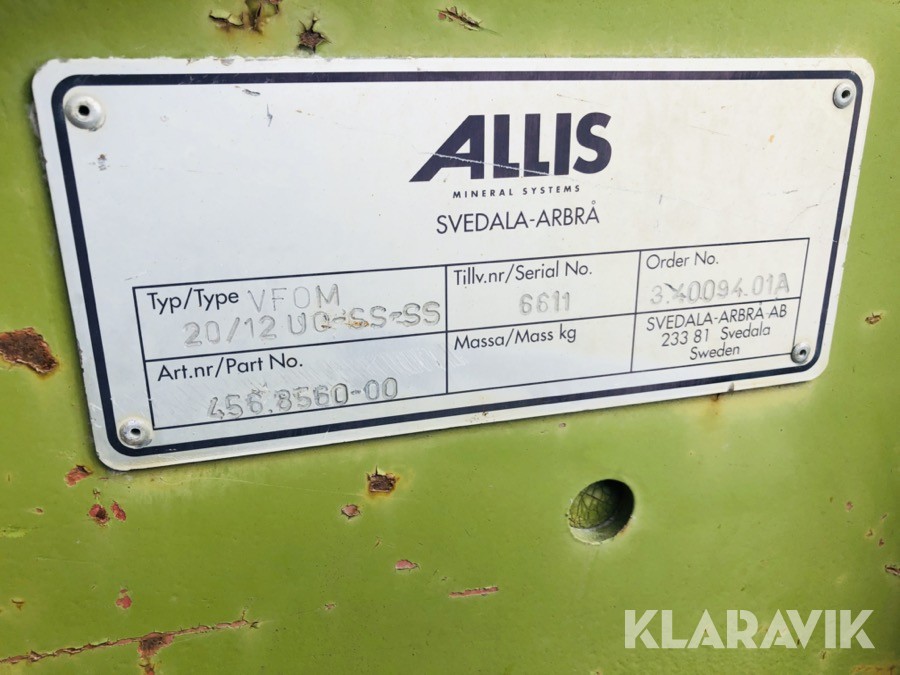 ALLIS
MINERAL SYSTEMS
SVEDALA-ARBRÅ
Typ/Type VFOM
20/12 UO-SS-SS
Tillv.nr/Serial No.
6611
Order No.
3.40094.01A
Art.nr/Part No.
456.8560-00
Massa/Mass kg
SVEDALA-ARBRÅ AB
233 81 Svedala
Sweden
KLARAVIK